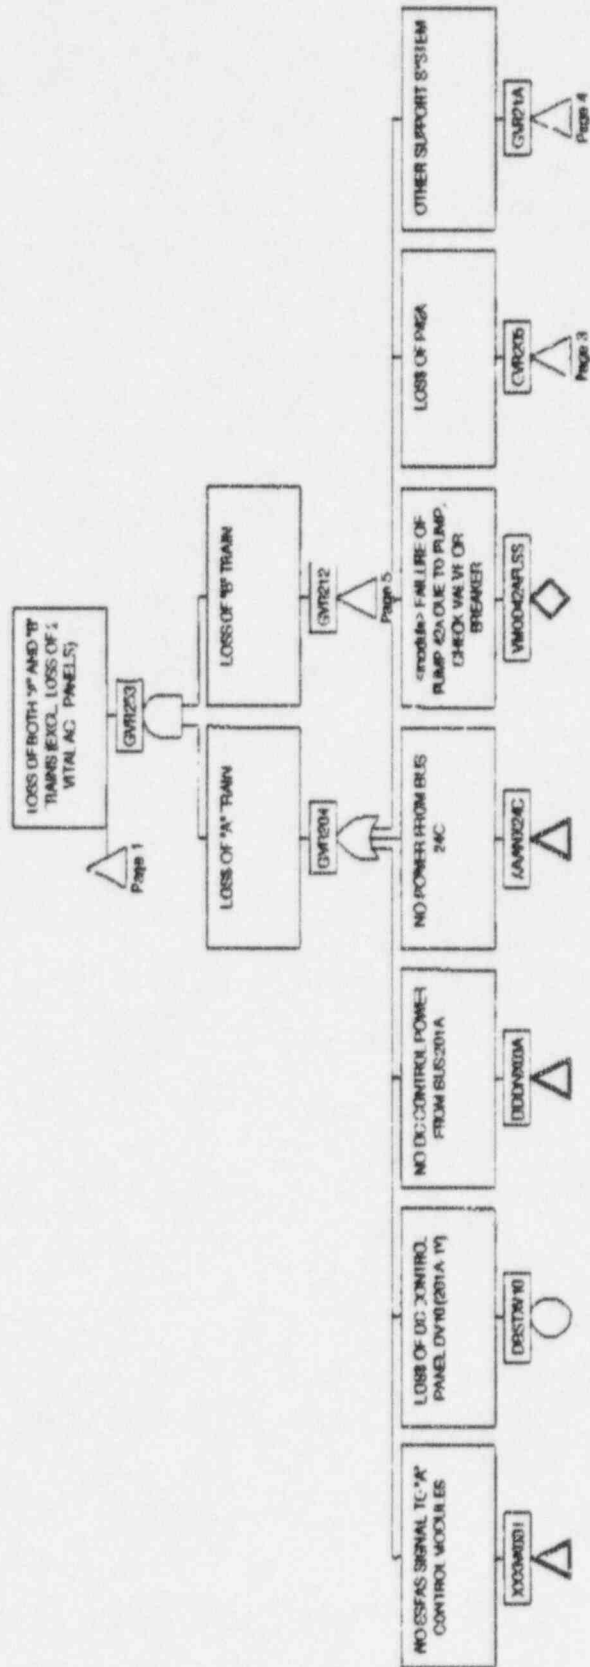 LOSS OF BOTH "A" AND "B"
TRAINS (EXCL. LOSS OF 2
VITAL AC PANELS)
GVR253
Page 1
LOSS OF "A" TRAIN
GVR204
LOSS OF "B" TRAIN
GVR212
Page 5
NO ESFAS SIGNAL TO "A"
CONTROL MODULES
LOSS OF DC CONTROL
PANEL DV10 (201A-1V)
DBSTDV10
NO DC CONTROL POWER
FROM BUS 201A
NO POWER FROM BUS
24C
<module> FAILURE OF
PUMP 42A DUE TO PUMP,
CHECK VALVE OR
BREAKER
LOSS OF P42A
GVR205
Page 3
OTHER SUPPORT SYSTEM
GVR21A
Page 4